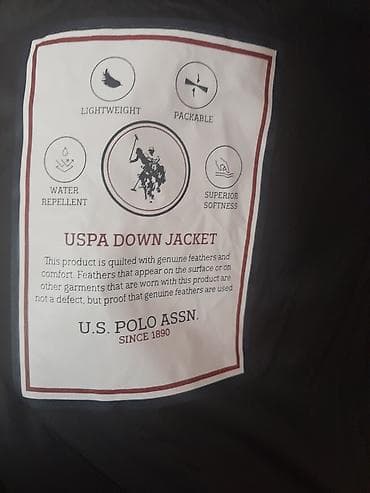 LIGHTWEIGHT
PACKABLE
WATER
REPELLENT
SUPERIOR
SOFTNESS
USPA DOWN JACKET
This product is quilted with genuine feathers and
comfort. Feathers that appear on the surface or on
other garments that are worn with this product are
not a defect, but proof that genuine feathers are used
U.S. POLO ASSN.
SINCE 1890